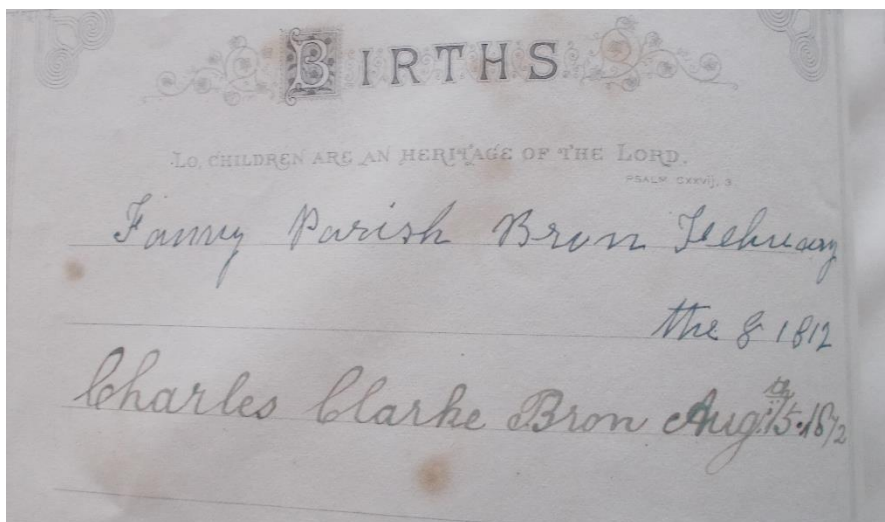 BIRTHS
LO, CHILDREN ARE AN HERITAGE OF THE LORD.
PSALM CXXVIJ, 3.
Fanny Parish Bron February
the 8 1812
Charles Clarke Bron Aug. 15. 1872